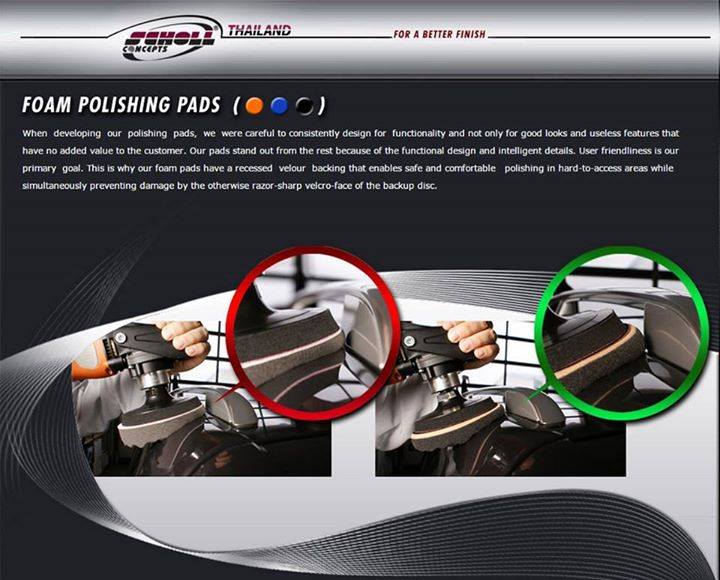 SCHOLL® THAILAND
CONCEPTS
FOR A BETTER FINISH
FOAM POLISHING PADS ( )
When developing our polishing pads, we were careful to consistently design for functionality and not only for good looks and useless features that
have no added value to the customer. Our pads stand out from the rest because of the functional design and intelligent details. User friendliness is our
primary goal. This is why our foam pads have a recessed velour backing that enables safe and comfortable polishing in hard-to-access areas while
simultaneously preventing damage by the otherwise razor-sharp velcro-face of the backup disc.